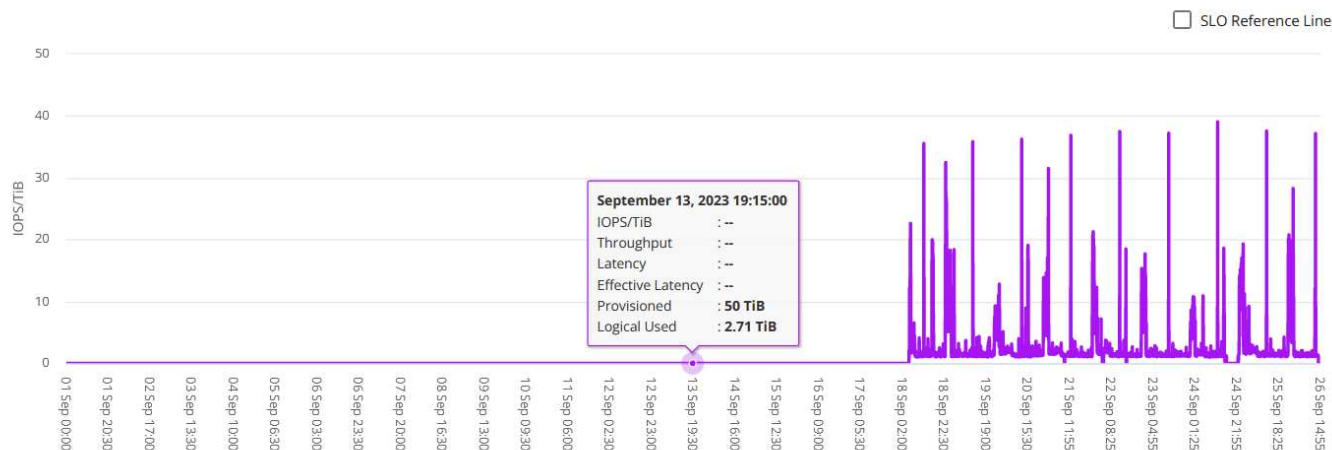 SLO Reference Line
50
40
30
20
10
0
IOPS/TiB
September 13, 2023 19:15:00
IOPS/TiB : --
Throughput : --
Latency : --
Effective Latency : --
Provisioned : 50 TiB
Logical Used : 2.71 TiB
01 Sep 00:00
01 Sep 20:30
02 Sep 17:00
03 Sep 13:30
04 Sep 10:00
05 Sep 06:30
06 Sep 03:00
06 Sep 23:30
07 Sep 20:00
08 Sep 16:30
09 Sep 13:00
10 Sep 09:30
11 Sep 06:00
12 Sep 02:30
12 Sep 23:00
13 Sep 19:30
14 Sep 16:00
15 Sep 12:30
16 Sep 09:00
17 Sep 05:30
18 Sep 02:00
18 Sep 22:30
19 Sep 19:00
20 Sep 15:30
21 Sep 11:55
22 Sep 08:25
23 Sep 04:55
24 Sep 01:25
24 Sep 21:55
25 Sep 18:25
26 Sep 14:55